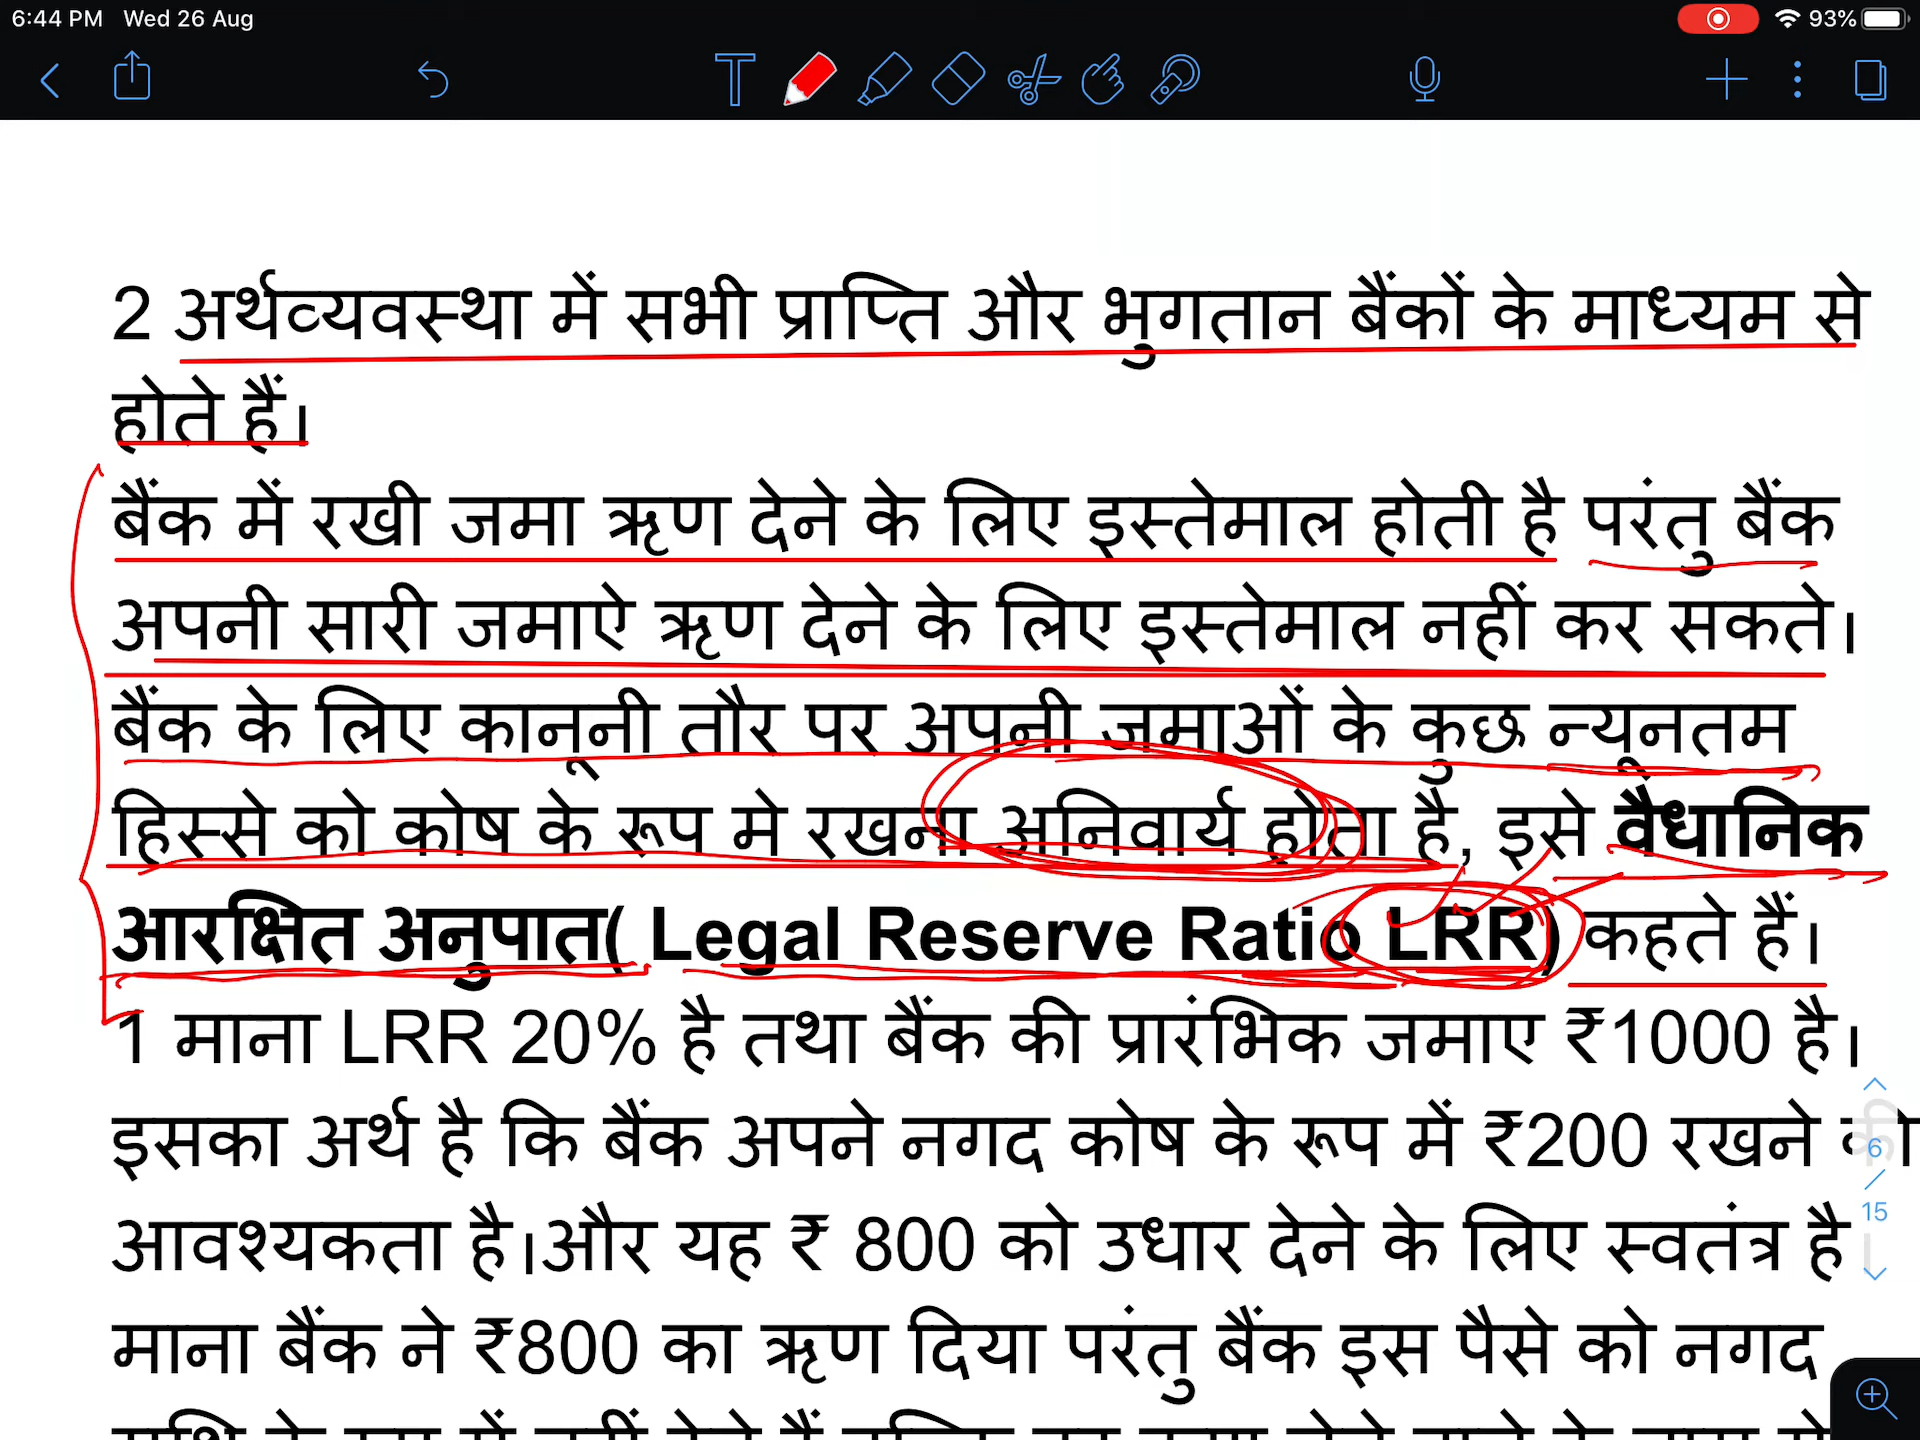 6:44 PM Wed 26 Aug
93%
2 अर्थव्यवस्था में सभी प्राप्ति और भुगतान बैंकों के माध्यम से
होते हैं।
बैंक में रखी जमा ऋण देने के लिए इस्तेमाल होती है परंतु बैंक
अपनी सारी जमाऐ ऋण देने के लिए इस्तेमाल नहीं कर सकते।
बैंक के लिए कानूनी तौर पर अपनी जमाओं के कुछ न्यूनतम
हिस्से को कोष के रूप मे रखना अनिवार्य होता है, इसे वैधानिक
आरक्षित अनुपात( Legal Reserve Ratio LRR) कहते हैं।
1 माना LRR 20% है तथा बैंक की प्रारंभिक जमाए ₹1000 है।
इसका अर्थ है कि बैंक अपने नगद कोष के रूप में ₹200 रखने की
आवश्यकता है।और यह ₹ 800 को उधार देने के लिए स्वतंत्र है
माना बैंक ने ₹800 का ऋण दिया परंतु बैंक इस पैसे को नगद
6
/
15